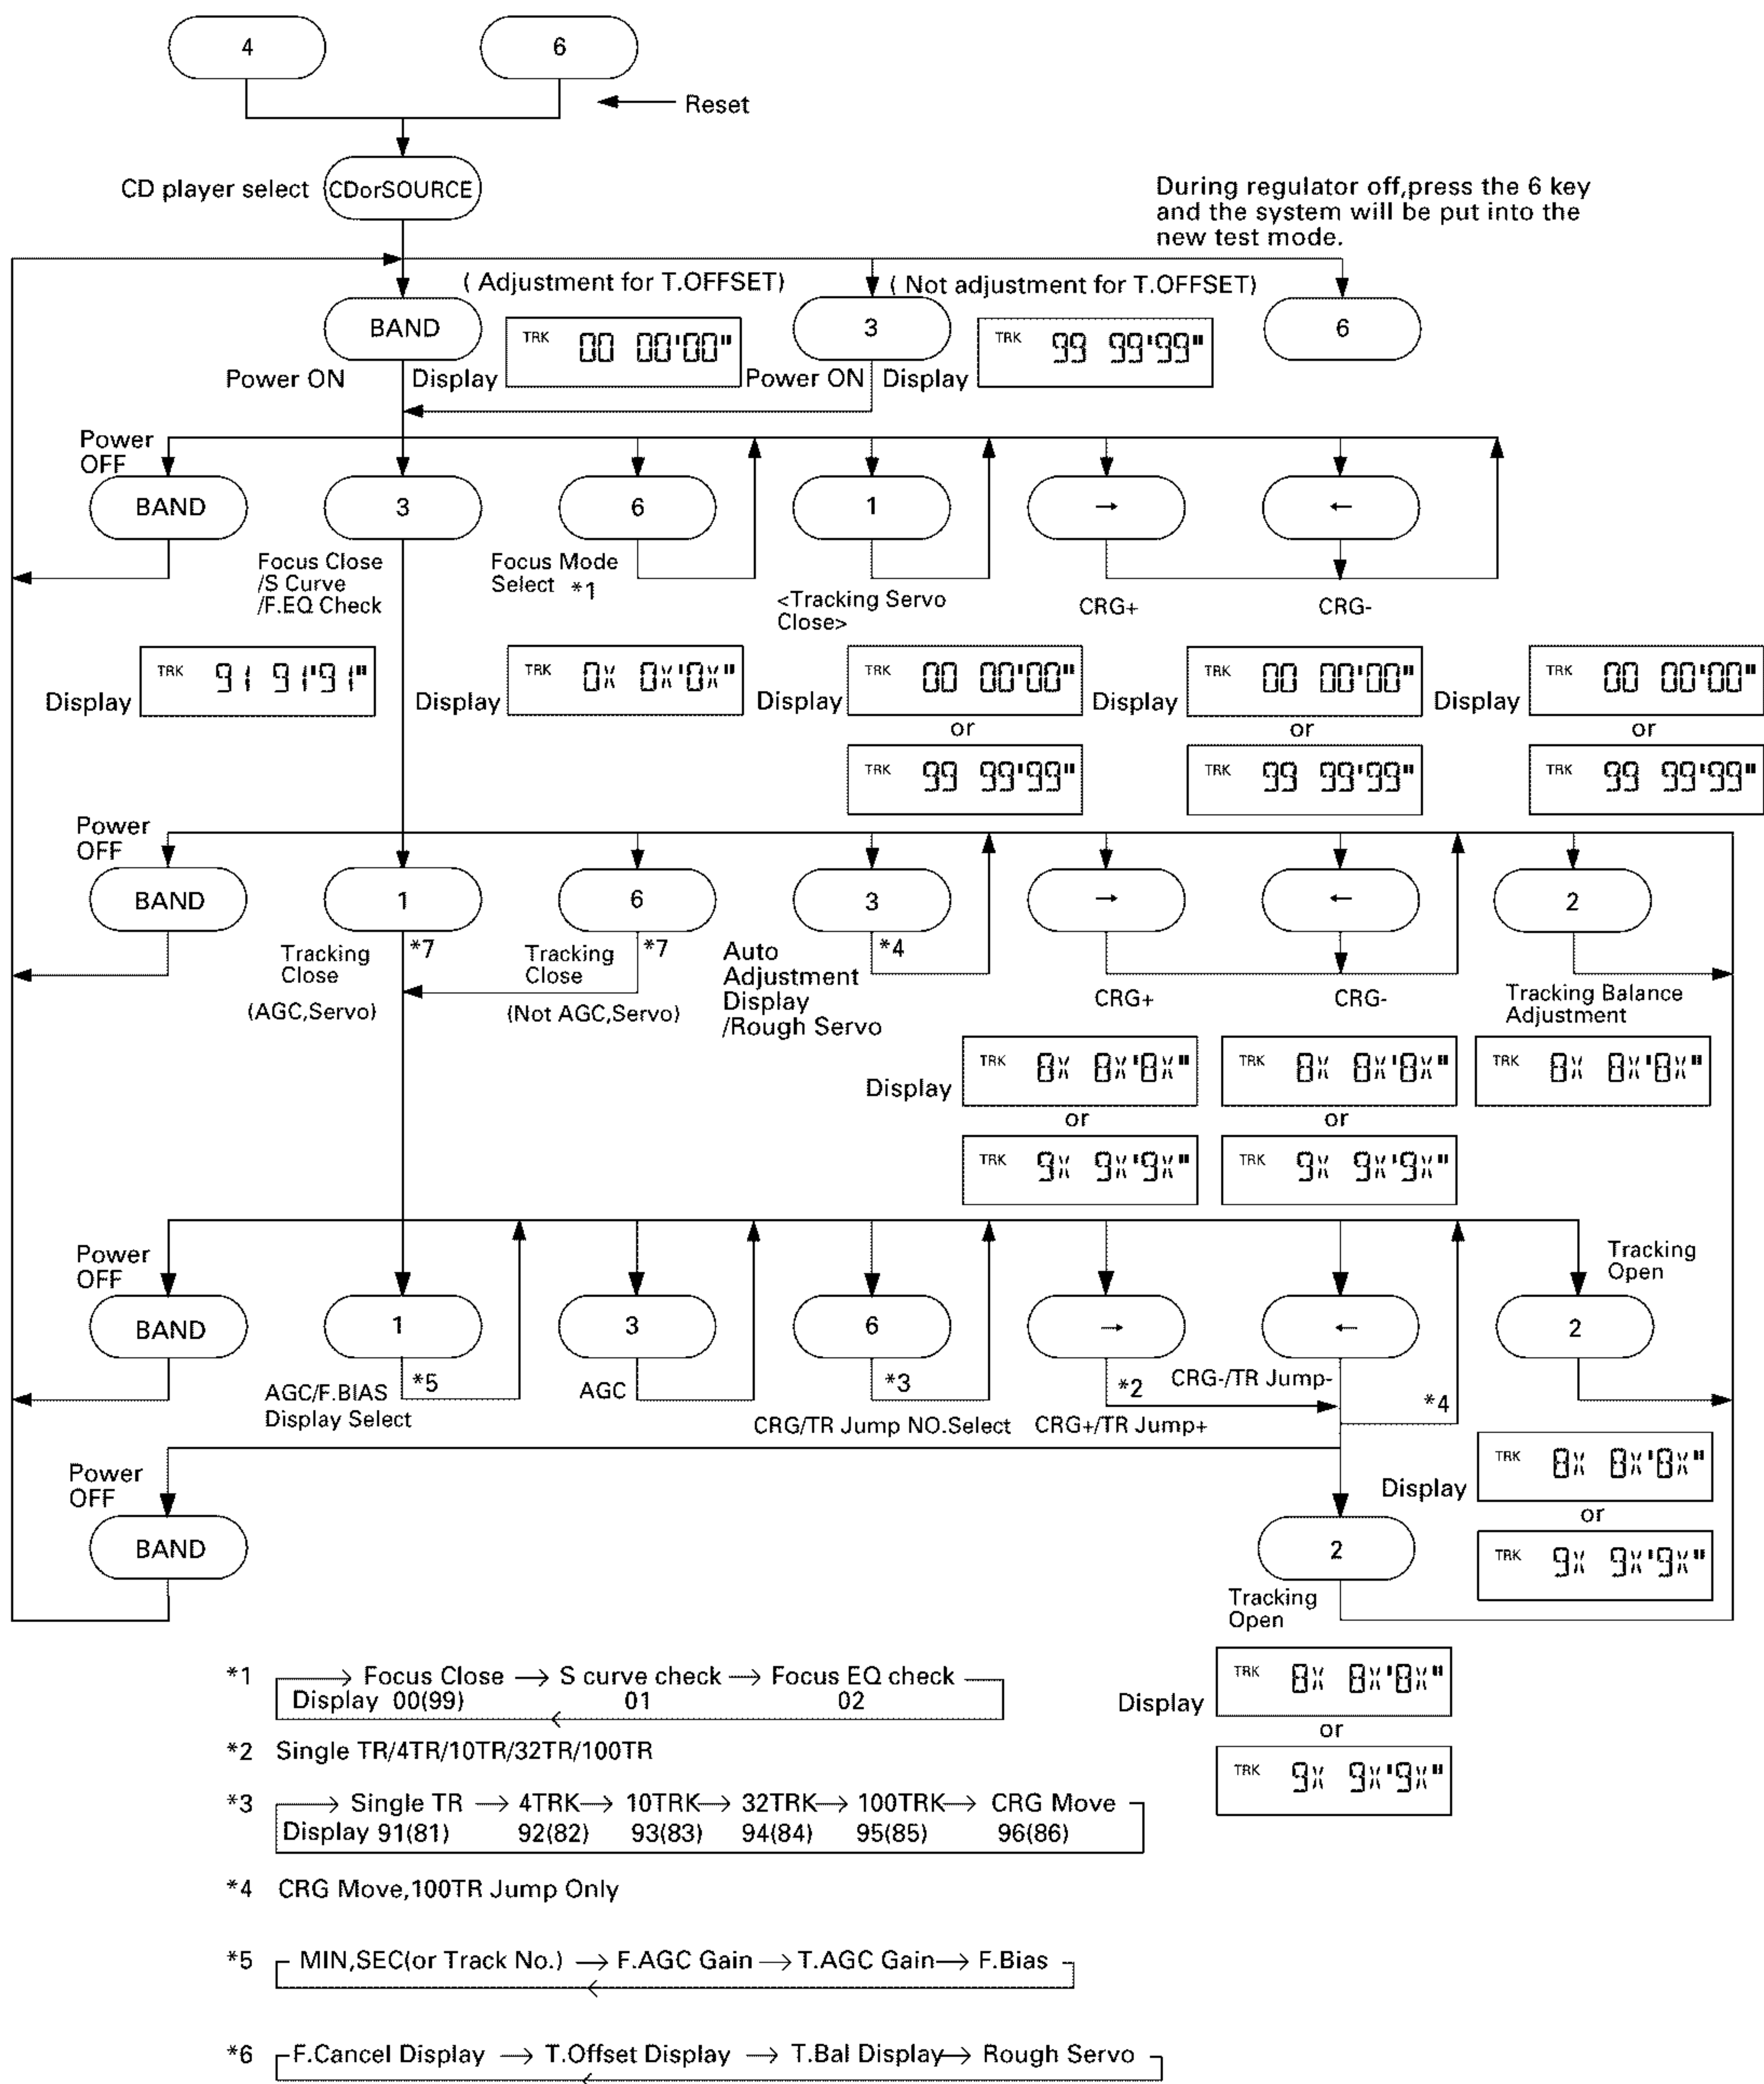 4 6
Reset
CD player select CDorSOURCE
During regulator off,press the 6 key
and the system will be put into the
new test mode.
( Adjustment for T.OFFSET) ( Not adjustment for T.OFFSET)
BAND 3 6
TRK 00 00'00"
TRK 99 99'99"
Power ON Display Power ON Display
Power
OFF
BAND 3 6 1 → ←
Focus Close
/S Curve
/F.EQ Check
Focus Mode
Select *1
<Tracking Servo
Close>
CRG+ CRG-
Display TRK 91 91'91"
Display TRK 0X 0X'0X"
Display TRK 00 00'00"
or
TRK 99 99'99"
Display TRK 00 00'00"
or
TRK 99 99'99"
Display TRK 00 00'00"
or
TRK 99 99'99"
Power
OFF
BAND 1 6 3 → ← 2
*7 *7 *4
Tracking
Close
(AGC,Servo)
Tracking
Close
(Not AGC,Servo)
Auto
Adjustment
Display
/Rough Servo
CRG+ CRG-
Tracking Balance
Adjustment
Display TRK 8X 8X'8X"
or
TRK 9X 9X'9X"
TRK 8X 8X'8X"
or
TRK 9X 9X'9X"
TRK 8X 8X'8X"
Power
OFF
Tracking
Open
BAND 1 3 6 → ← 2
*5
AGC/F.BIAS
Display Select
AGC
*3
CRG/TR Jump NO.Select
*2
CRG+/TR Jump+
CRG-/TR Jump-
*4
Power
OFF
BAND
Display TRK 8X 8X'8X"
or
TRK 9X 9X'9X"
2
Tracking
Open
Display TRK 8X 8X'8X"
or
TRK 9X 9X'9X"
*1 → Focus Close → S curve check → Focus EQ check
Display 00(99) 01 02
*2 Single TR/4TR/10TR/32TR/100TR
*3 → Single TR → 4TRK→ 10TRK→ 32TRK→ 100TRK→ CRG Move
Display 91(81) 92(82) 93(83) 94(84) 95(85) 96(86)
*4 CRG Move,100TR Jump Only
*5 MIN,SEC(or Track No.) → F.AGC Gain → T.AGC Gain→ F.Bias
*6 F.Cancel Display → T.Offset Display → T.Bal Display→ Rough Servo